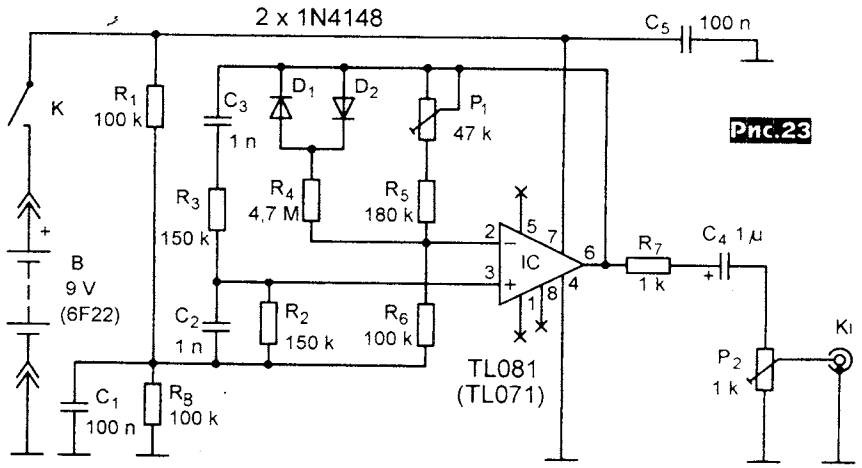 2 x 1N4148
C5
100 n
K
R1
100 k
C3
1 n
D1
D2
P1
47 k
Рис.23
R3
150 k
R4
4,7 M
R5
180 k
+
B
9 V
(6F22)
2
−
5
7
IC
6
3
+
1
8
4
R7
1 k
C4
1 μ
+
C2
1 n
R2
150 k
R6
100 k
TL081
(TL071)
P2
1 k
K1
C1
100 n
R8
100 k